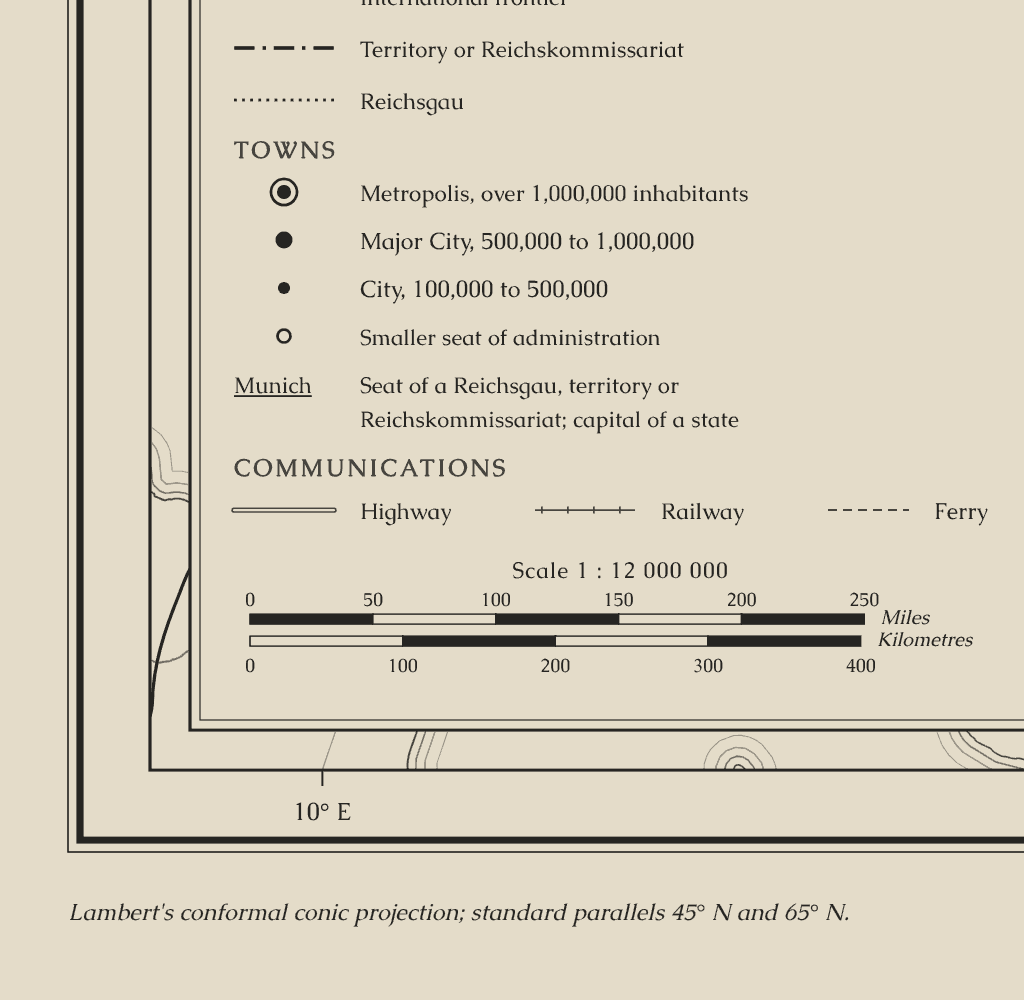 International frontier
Territory or Reichskommissariat
Reichsgau
TOWNS
Metropolis, over 1,000,000 inhabitants
Major City, 500,000 to 1,000,000
City, 100,000 to 500,000
Smaller seat of administration
Munich Seat of a Reichsgau, territory or
Reichskommissariat; capital of a state
COMMUNICATIONS
Highway Railway Ferry
Scale 1 : 12 000 000
0 50 100 150 200 250
Miles
Kilometres
0 100 200 300 400
10° E
Lambert's conformal conic projection; standard parallels 45° N and 65° N.